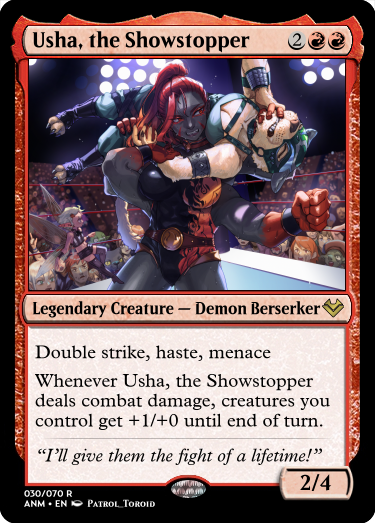 Usha, the Showstopper 2
Legendary Creature — Demon Berserker
Double strike, haste, menace
Whenever Usha, the Showstopper
deals combat damage, creatures you
control get +1/+0 until end of turn.
“I’ll give them the fight of a lifetime!”
2/4
030/070 R
ANM • EN Patrol_Toroid